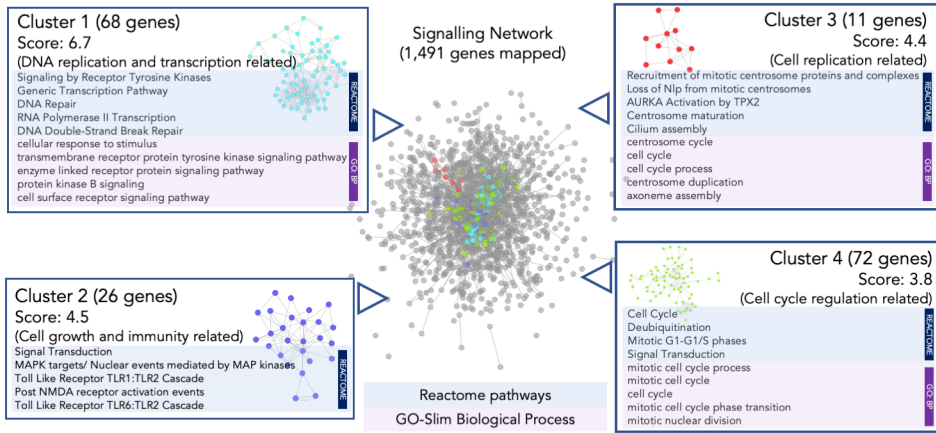 Cluster 1 (68 genes)
Score: 6.7
(DNA replication and transcription related)
Signaling by Receptor Tyrosine Kinases
Generic Transcription Pathway
DNA Repair
RNA Polymerase II Transcription
DNA Double-Strand Break Repair
REACTOME
cellular response to stimulus
transmembrane receptor protein tyrosine kinase signaling pathway
enzyme linked receptor protein signaling pathway
protein kinase B signaling
cell surface receptor signaling pathway
GO: BP
Signalling Network
(1,491 genes mapped)
Cluster 3 (11 genes)
Score: 4.4
(Cell replication related)
Recruitment of mitotic centrosome proteins and complexes
Loss of Nlp from mitotic centrosomes
AURKA Activation by TPX2
Centrosome maturation
Cilium assembly
REACTOME
centrosome cycle
cell cycle
cell cycle process
centrosome duplication
axoneme assembly
GO: BP
Cluster 2 (26 genes)
Score: 4.5
(Cell growth and immunity related)
Signal Transduction
MAPK targets/ Nuclear events mediated by MAP kinases
Toll Like Receptor TLR1:TLR2 Cascade
Post NMDA receptor activation events
Toll Like Receptor TLR6:TLR2 Cascade
REACTOME
Reactome pathways
GO-Slim Biological Process
Cluster 4 (72 genes)
Score: 3.8
(Cell cycle regulation related)
Cell Cycle
Deubiquitination
Mitotic G1-G1/S phases
Signal Transduction
REACTOME
mitotic cell cycle process
mitotic cell cycle
cell cycle
mitotic cell cycle phase transition
mitotic nuclear division
GO: BP